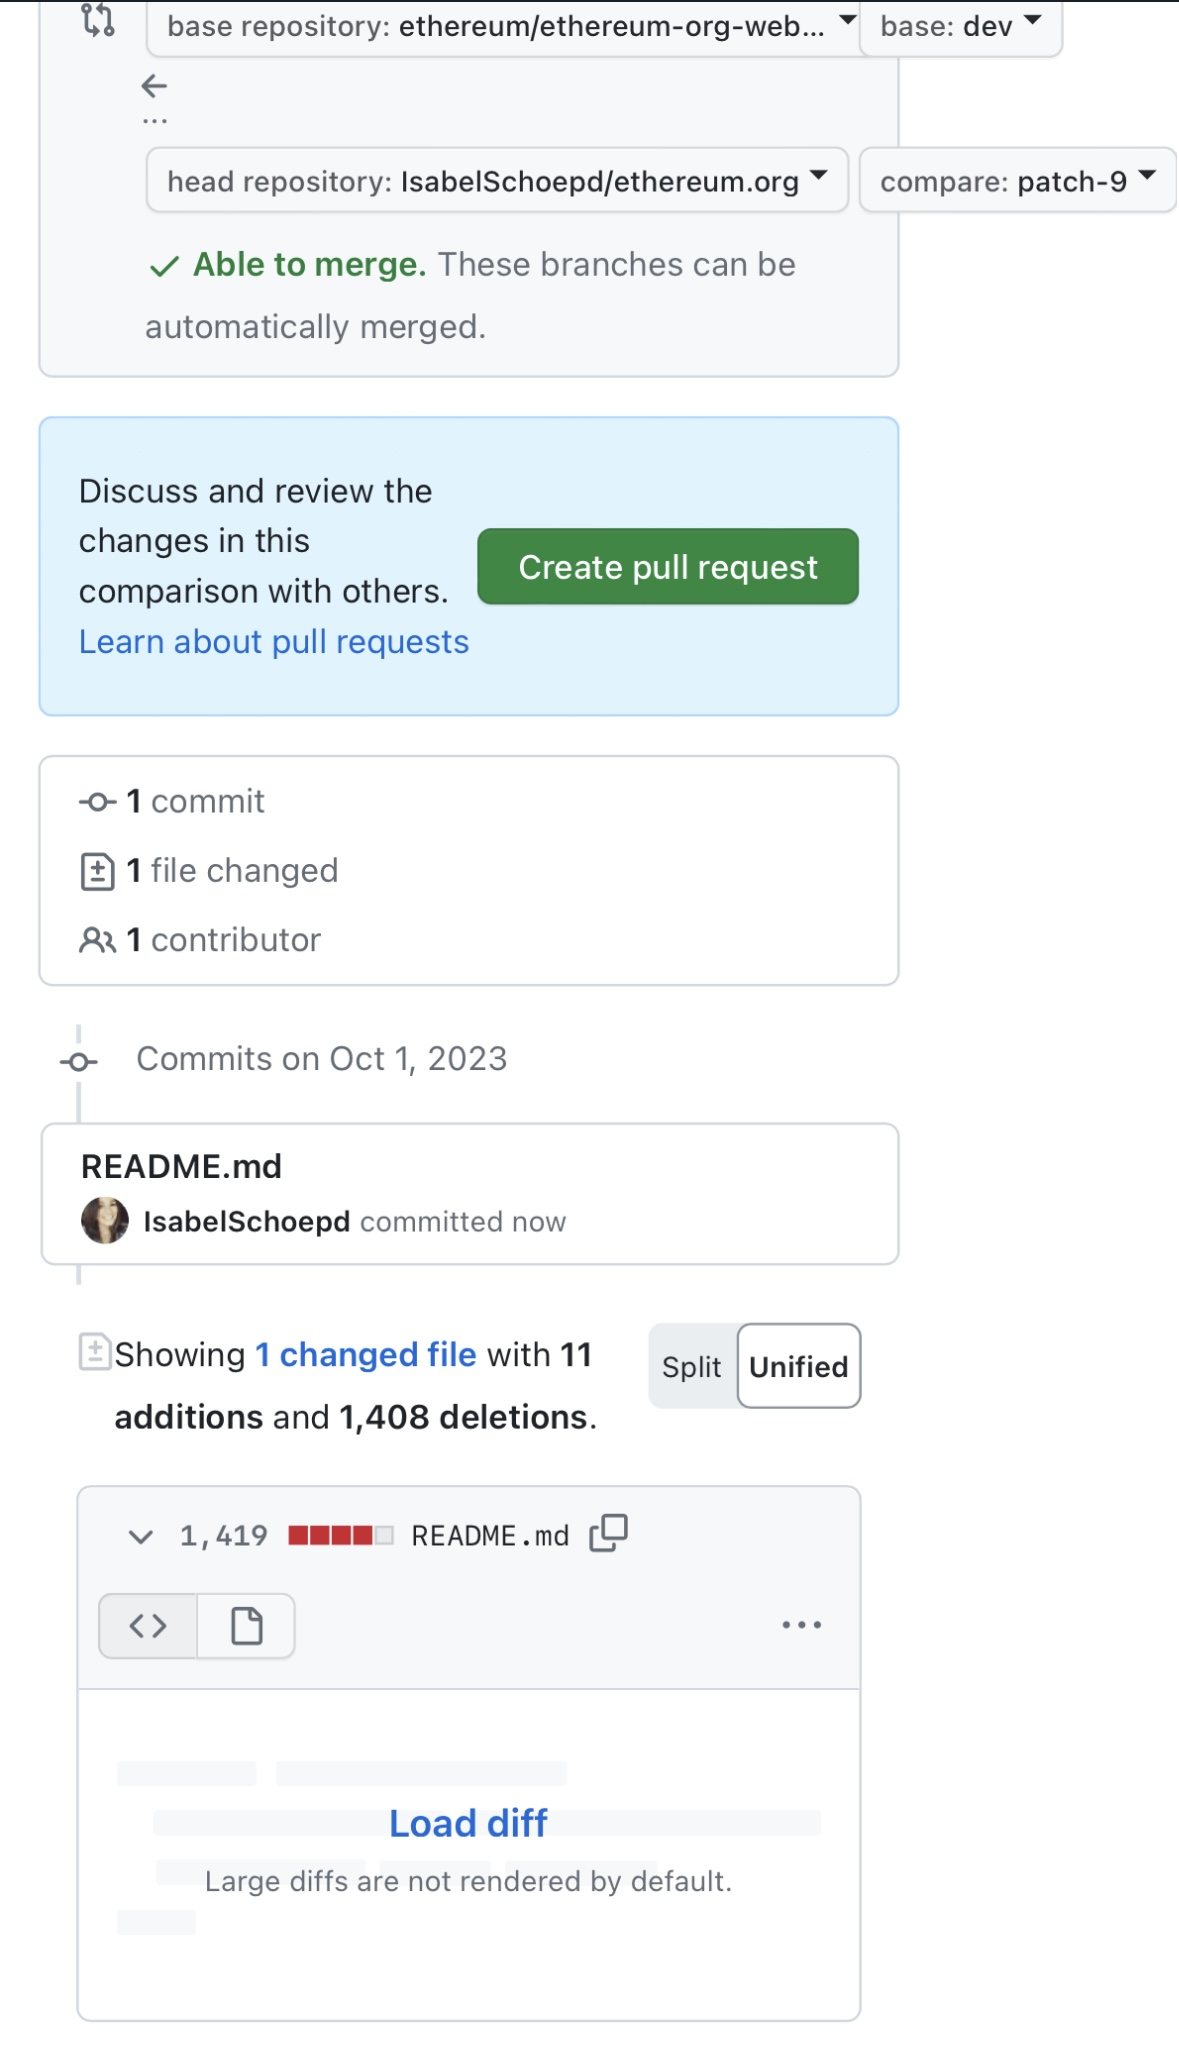 base repository: ethereum/ethereum-org-web... base: dev
...
head repository: IsabelSchoepd/ethereum.org compare: patch-9
Able to merge. These branches can be
automatically merged.
Discuss and review the
changes in this
comparison with others.
Learn about pull requests
Create pull request
1 commit
1 file changed
1 contributor
Commits on Oct 1, 2023
README.md
IsabelSchoepd committed now
Showing 1 changed file with 11
additions and 1,408 deletions.
Split Unified
1,419 README.md
Load diff
Large diffs are not rendered by default.